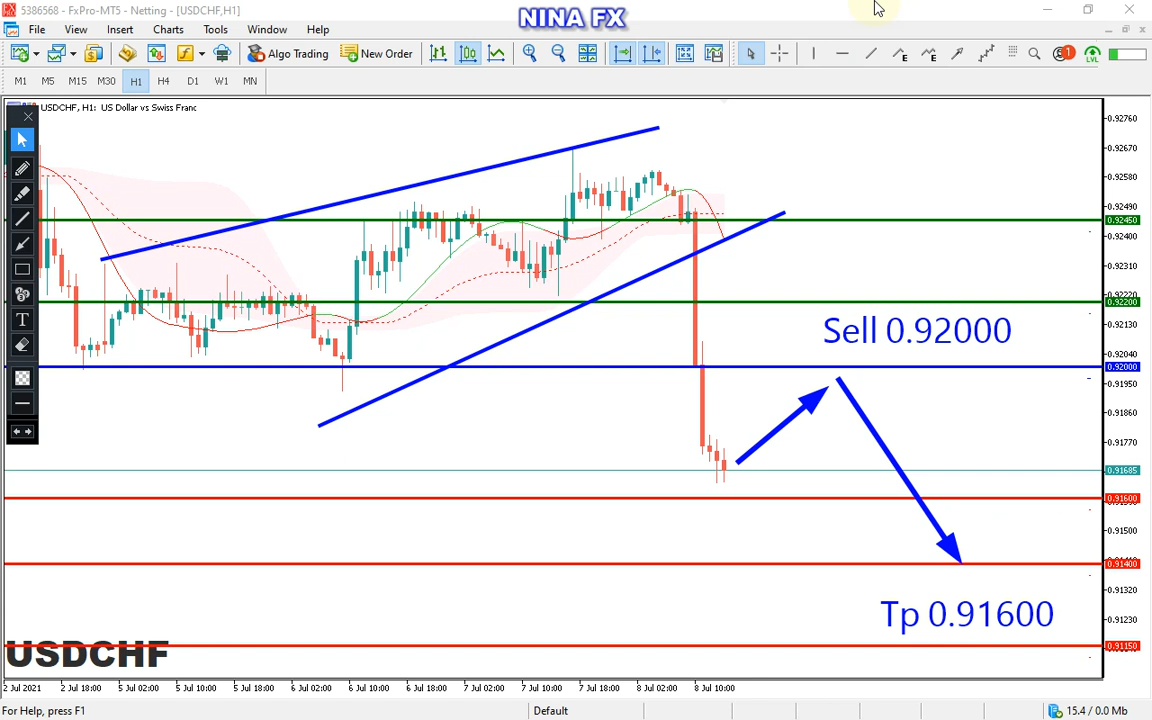 5386568 - FxPro-MT5 - Netting - [USDCHF,H1]
NINA FX
File View Insert Charts Tools Window Help
Algo Trading New Order
E E 1 LVL
M1 M5 M15 M30 H1 H4 D1 W1 MN
USDCHF, H1: US Dollar vs Swiss Franc
0.92760
0.92670
0.92580
0.92490
0.92450
0.92400
0.92310
0.92220
0.92200
0.92130
Sell 0.92000
0.92040
0.92000
0.91950
0.91860
0.91770
0.91685
0.91600
0.91500
0.91400
0.91320
Tp 0.91600
0.91230
0.91150
USDCHF
2 Jul 2021 2 Jul 18:00 5 Jul 02:00 5 Jul 10:00 5 Jul 18:00 6 Jul 02:00 6 Jul 10:00 6 Jul 18:00 7 Jul 02:00 7 Jul 10:00 7 Jul 18:00 8 Jul 02:00 8 Jul 10:00
For Help, press F1 Default 15.4 / 0.0 Mb